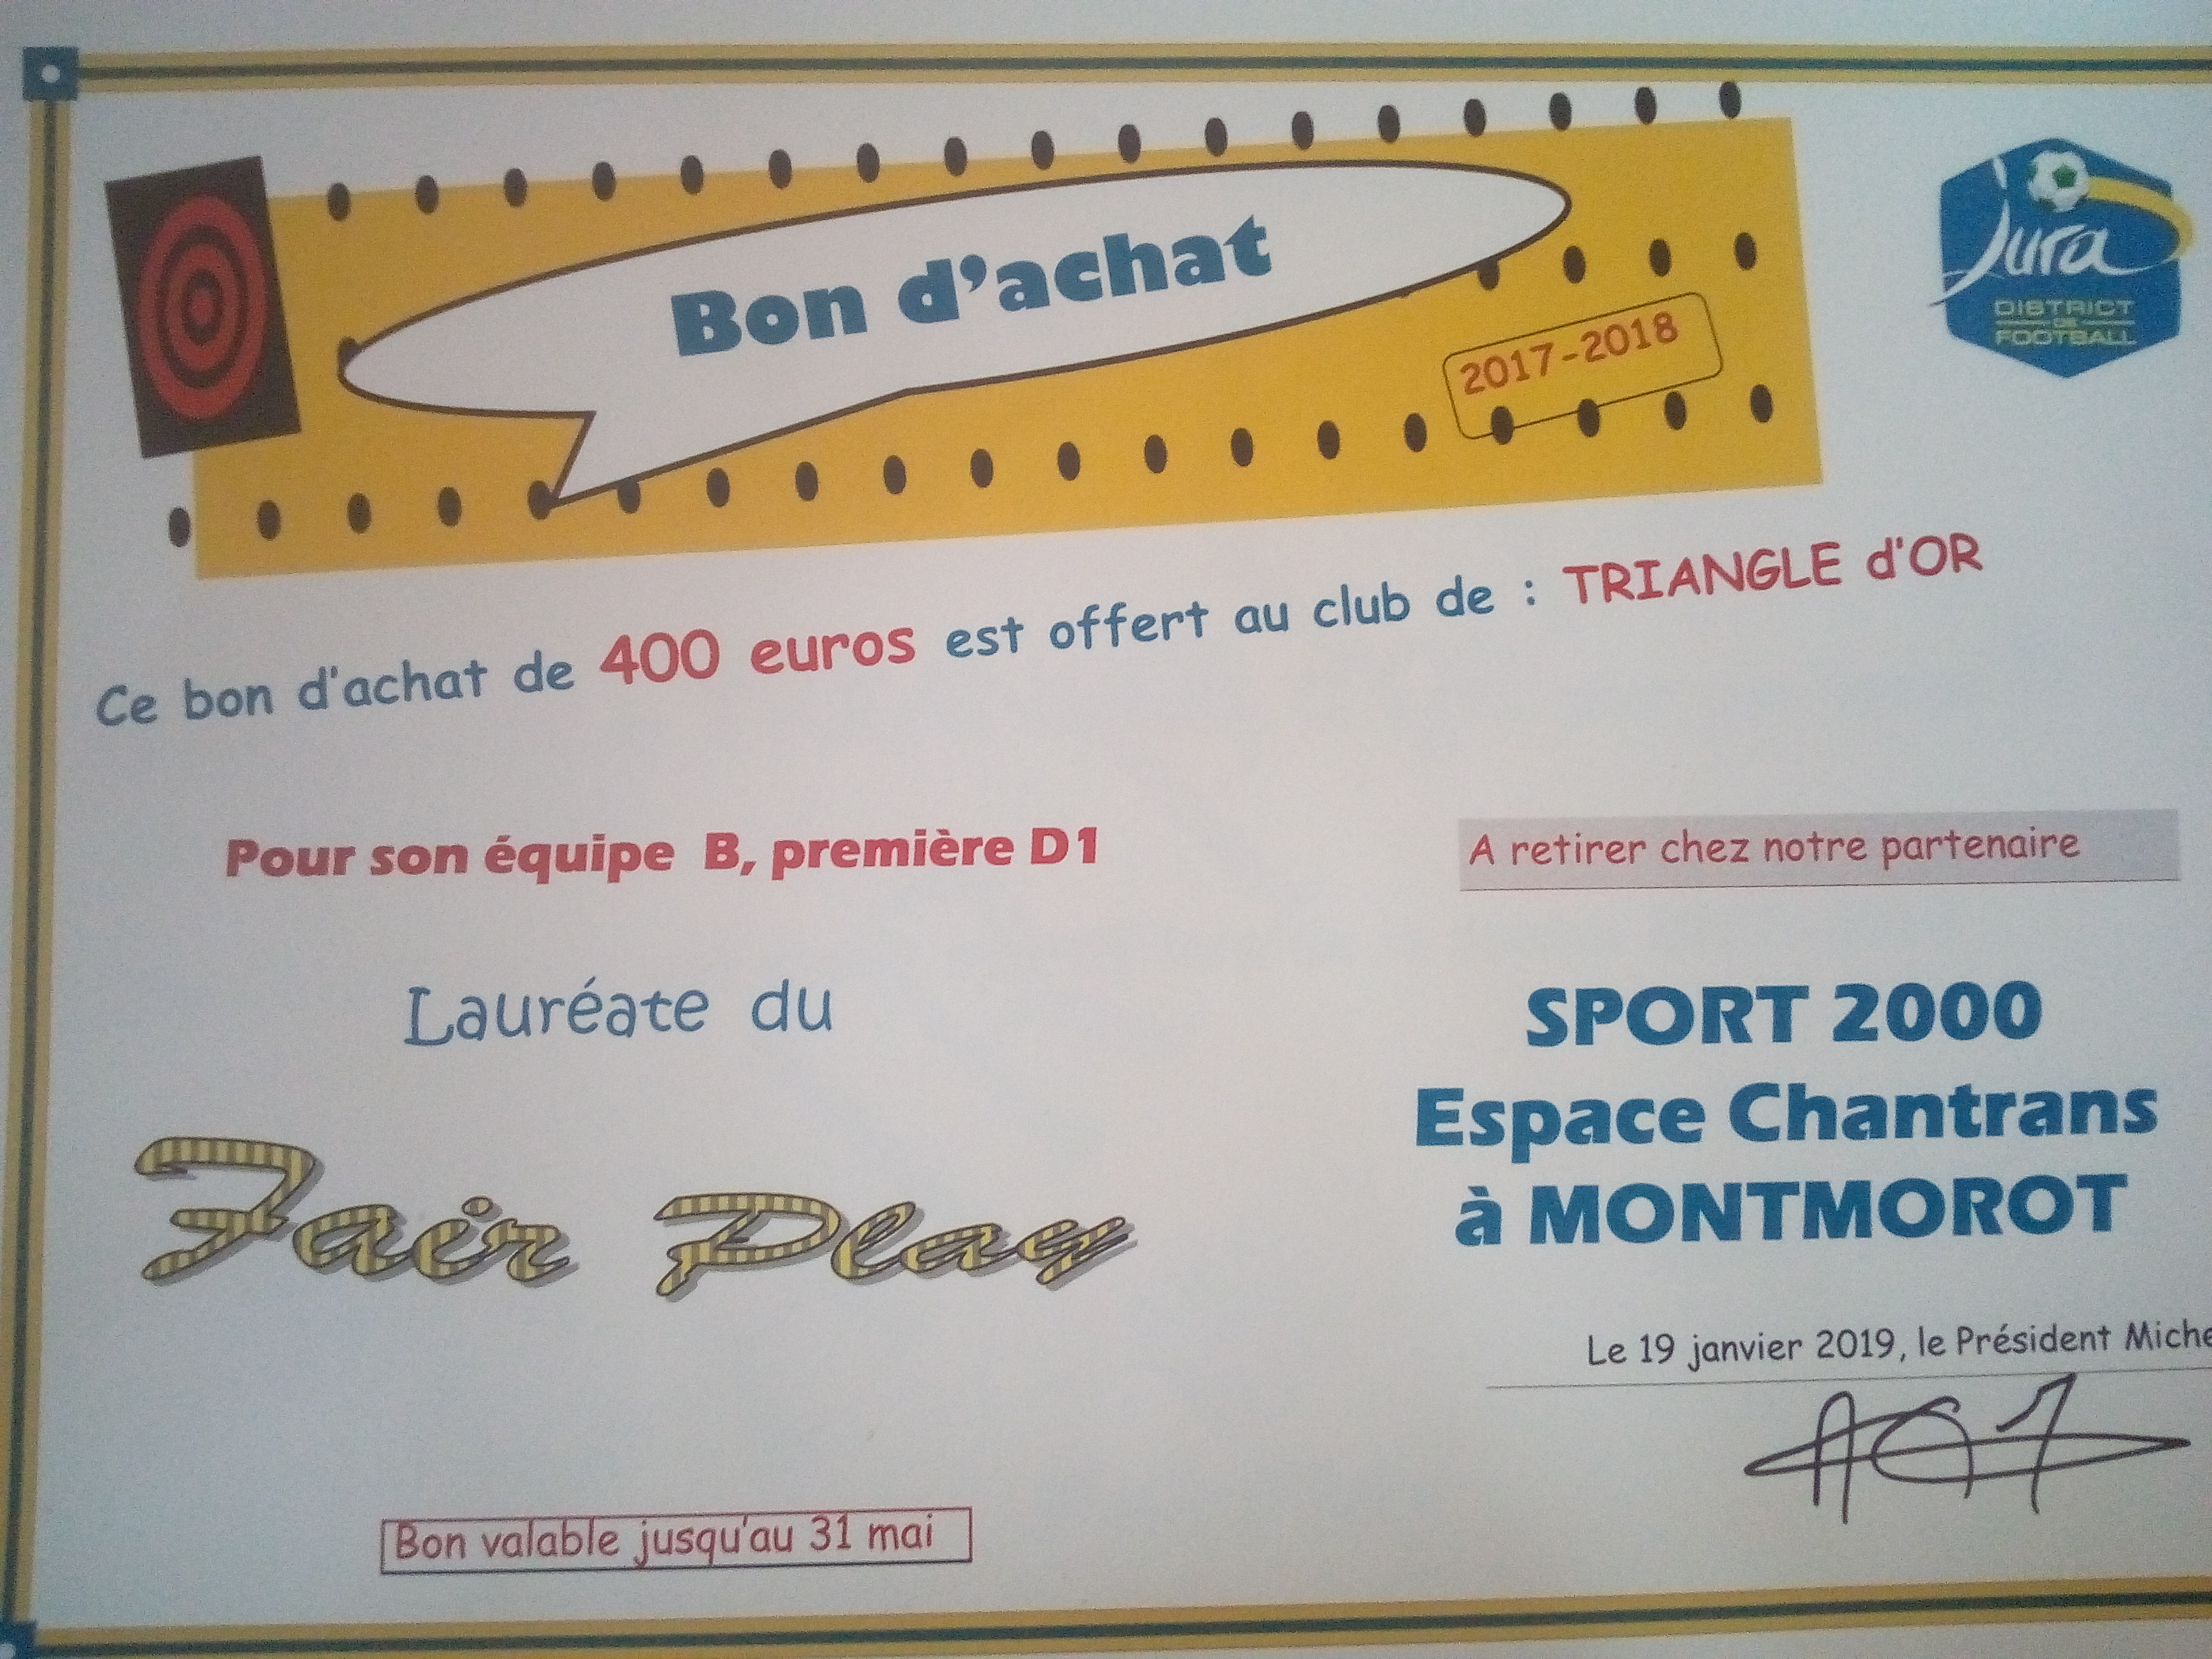 Bon d'achat
2017-2018
Jura
DISTRICT
DE
FOOTBALL
Ce bon d'achat de 400 euros est offert au club de : TRIANGLE d'OR
Pour son équipe B, première D1
A retirer chez notre partenaire
Lauréate du
Fair Play
SPORT 2000
Espace Chantrans
à MONTMOROT
Le 19 janvier 2019, le Président Miche
Bon valable jusqu'au 31 mai